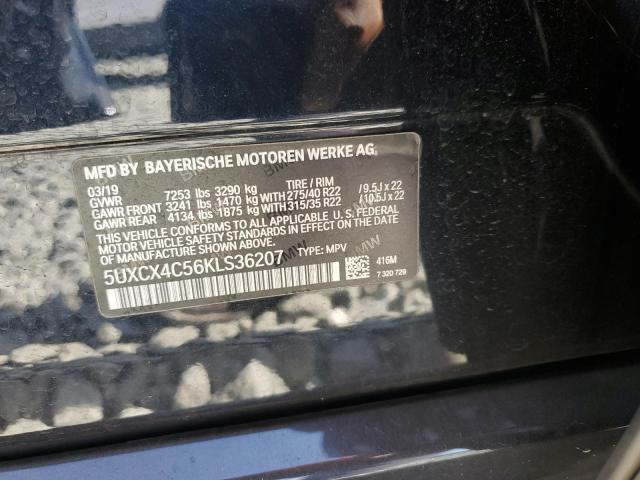 MFD BY BAYERISCHE MOTOREN WERKE AG.
03/19 TIRE / RIM
GVWR 7253 lbs 3290 kg
GAWR FRONT 3241 lbs 1470 kg WITH 275/40 R22 /9.5J x 22
GAWR REAR 4134 lbs 1875 kg WITH 315/35 R22 /10.5J x 22
THIS VEHICLE CONFORMS TO ALL APPLICABLE U.S. FEDERAL
MOTOR VEHICLE SAFETY STANDARDS IN EFFECT ON THE
DATE OF MANUFACTURE SHOWN ABOVE.
5UXCX4C56KLS36207 TYPE: MPV
416M
7 320 729